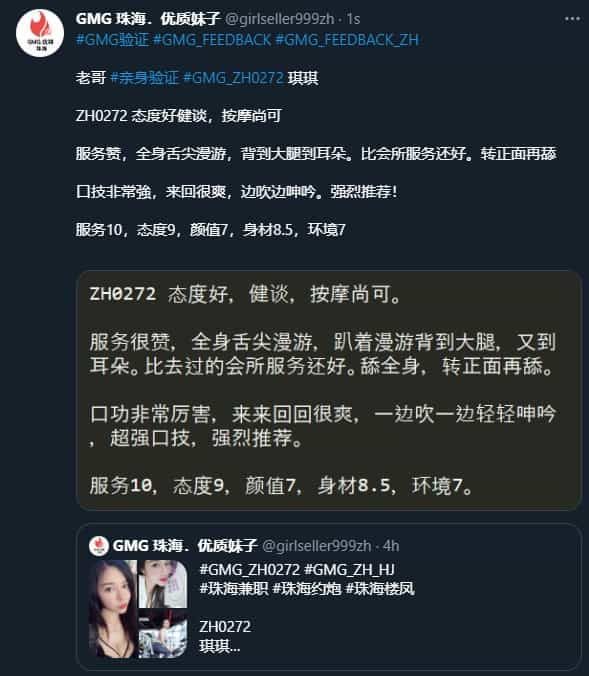 GMG 珠海．优质妹子 @girlseller999zh · 1s
GMG 优质
珠海
#GMG验证 #GMG_FEEDBACK #GMG_FEEDBACK_ZH
老哥 #亲身验证 #GMG_ZH0272 琪琪
ZH0272 态度好健谈，按摩尚可
服务赞，全身舌尖漫游，背到大腿到耳朵。比会所服务还好。转正面再舔
口技非常強，来回很爽，边吹边呻吟。强烈推荐！
服务10，态度9，颜值7，身材8.5，环境7
ZH0272 态度好，健谈，按摩尚可。
服务很赞，全身舌尖漫游，趴着漫游背到大腿，又到
耳朵。比去过的会所服务还好。舔全身，转正面再舔。
口功非常厉害，来来回回很爽，一边吹一边轻轻呻吟
，超强口技，强烈推荐。
服务10，态度9，颜值7，身材8.5，环境7。
GMG 珠海．优质妹子 @girlseller999zh · 4h
#GMG_ZH0272 #GMG_ZH_HJ
#珠海兼职 #珠海约炮 #珠海楼凤
ZH0272
琪琪...